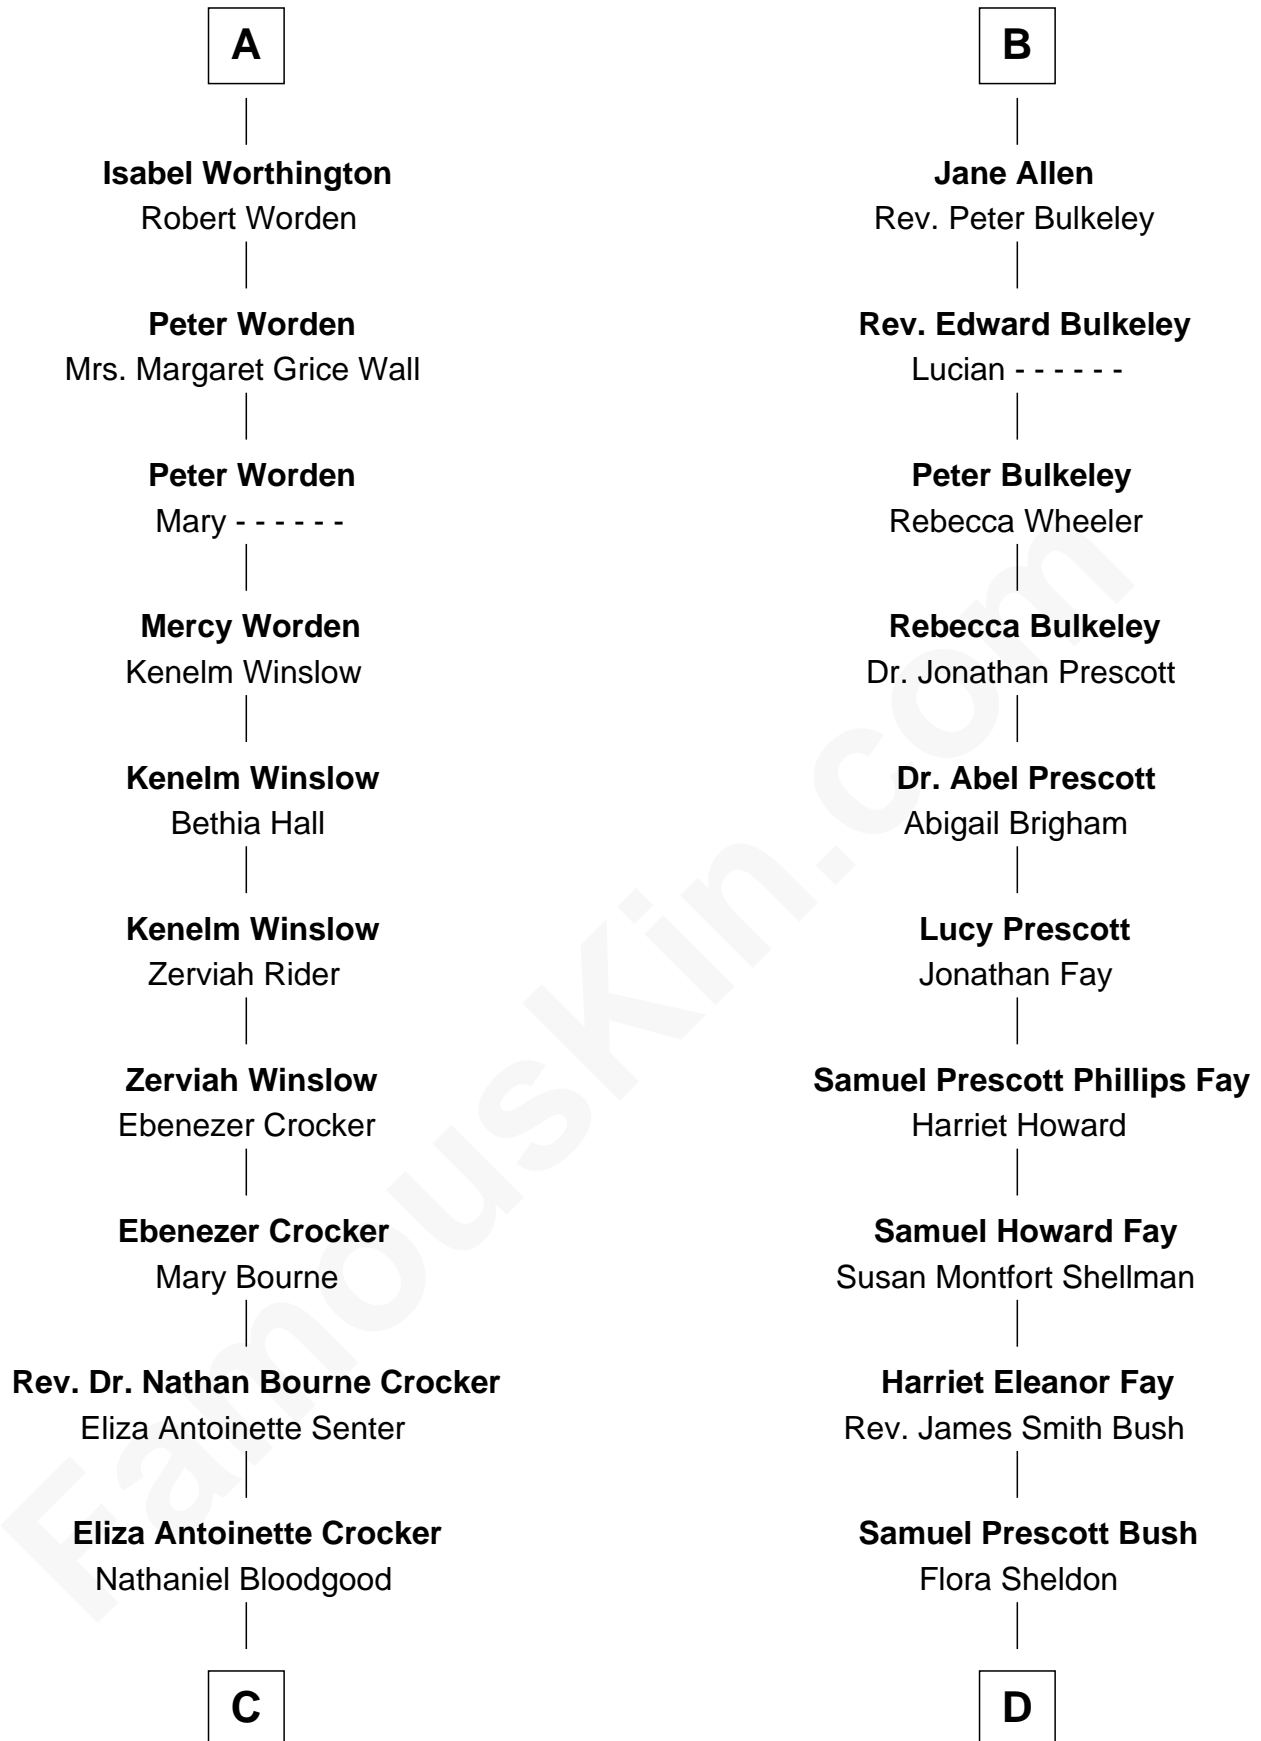 A
Isabel Worthington
Robert Worden
Peter Worden
Mrs. Margaret Grice Wall
Peter Worden
Mary - - - - - -
Mercy Worden
Kenelm Winslow
Kenelm Winslow
Bethia Hall
Kenelm Winslow
Zerviah Rider
Zerviah Winslow
Ebenezer Crocker
Ebenezer Crocker
Mary Bourne
Rev. Dr. Nathan Bourne Crocker
Eliza Antoinette Senter
Eliza Antoinette Crocker
Nathaniel Bloodgood
C
B
Jane Allen
Rev. Peter Bulkeley
Rev. Edward Bulkeley
Lucian - - - - - -
Peter Bulkeley
Rebecca Wheeler
Rebecca Bulkeley
Dr. Jonathan Prescott
Dr. Abel Prescott
Abigail Brigham
Lucy Prescott
Jonathan Fay
Samuel Prescott Phillips Fay
Harriet Howard
Samuel Howard Fay
Susan Montfort Shellman
Harriet Eleanor Fay
Rev. James Smith Bush
Samuel Prescott Bush
Flora Sheldon
D
FamousKin.com